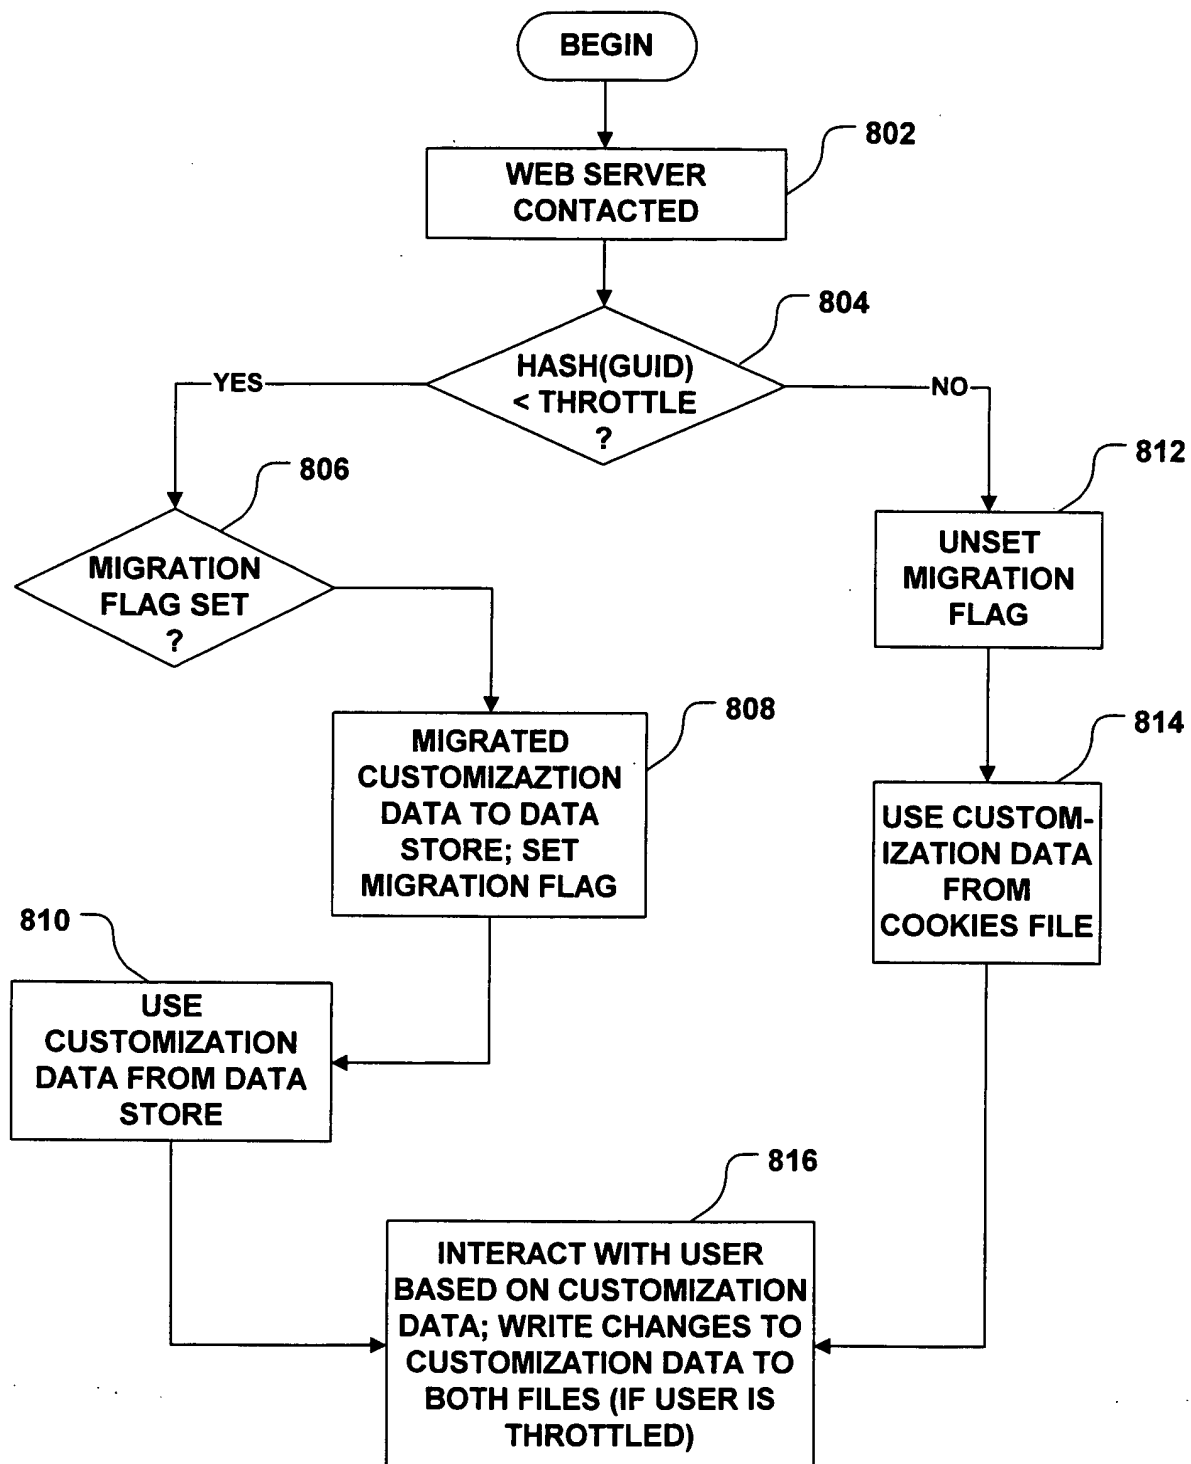 BEGIN
802
WEB SERVER
CONTACTED
804
HASH(GUID)
< THROTTLE
?
YES
NO
806
MIGRATION
FLAG SET
?
812
UNSET
MIGRATION
FLAG
808
MIGRATED
CUSTOMIZAZTION
DATA TO DATA
STORE; SET
MIGRATION FLAG
814
USE CUSTOM-
IZATION DATA
FROM
COOKIES FILE
810
USE
CUSTOMIZATION
DATA FROM DATA
STORE
816
INTERACT WITH USER
BASED ON CUSTOMIZATION
DATA; WRITE CHANGES TO
CUSTOMIZATION DATA TO
BOTH FILES (IF USER IS
THROTTLED)